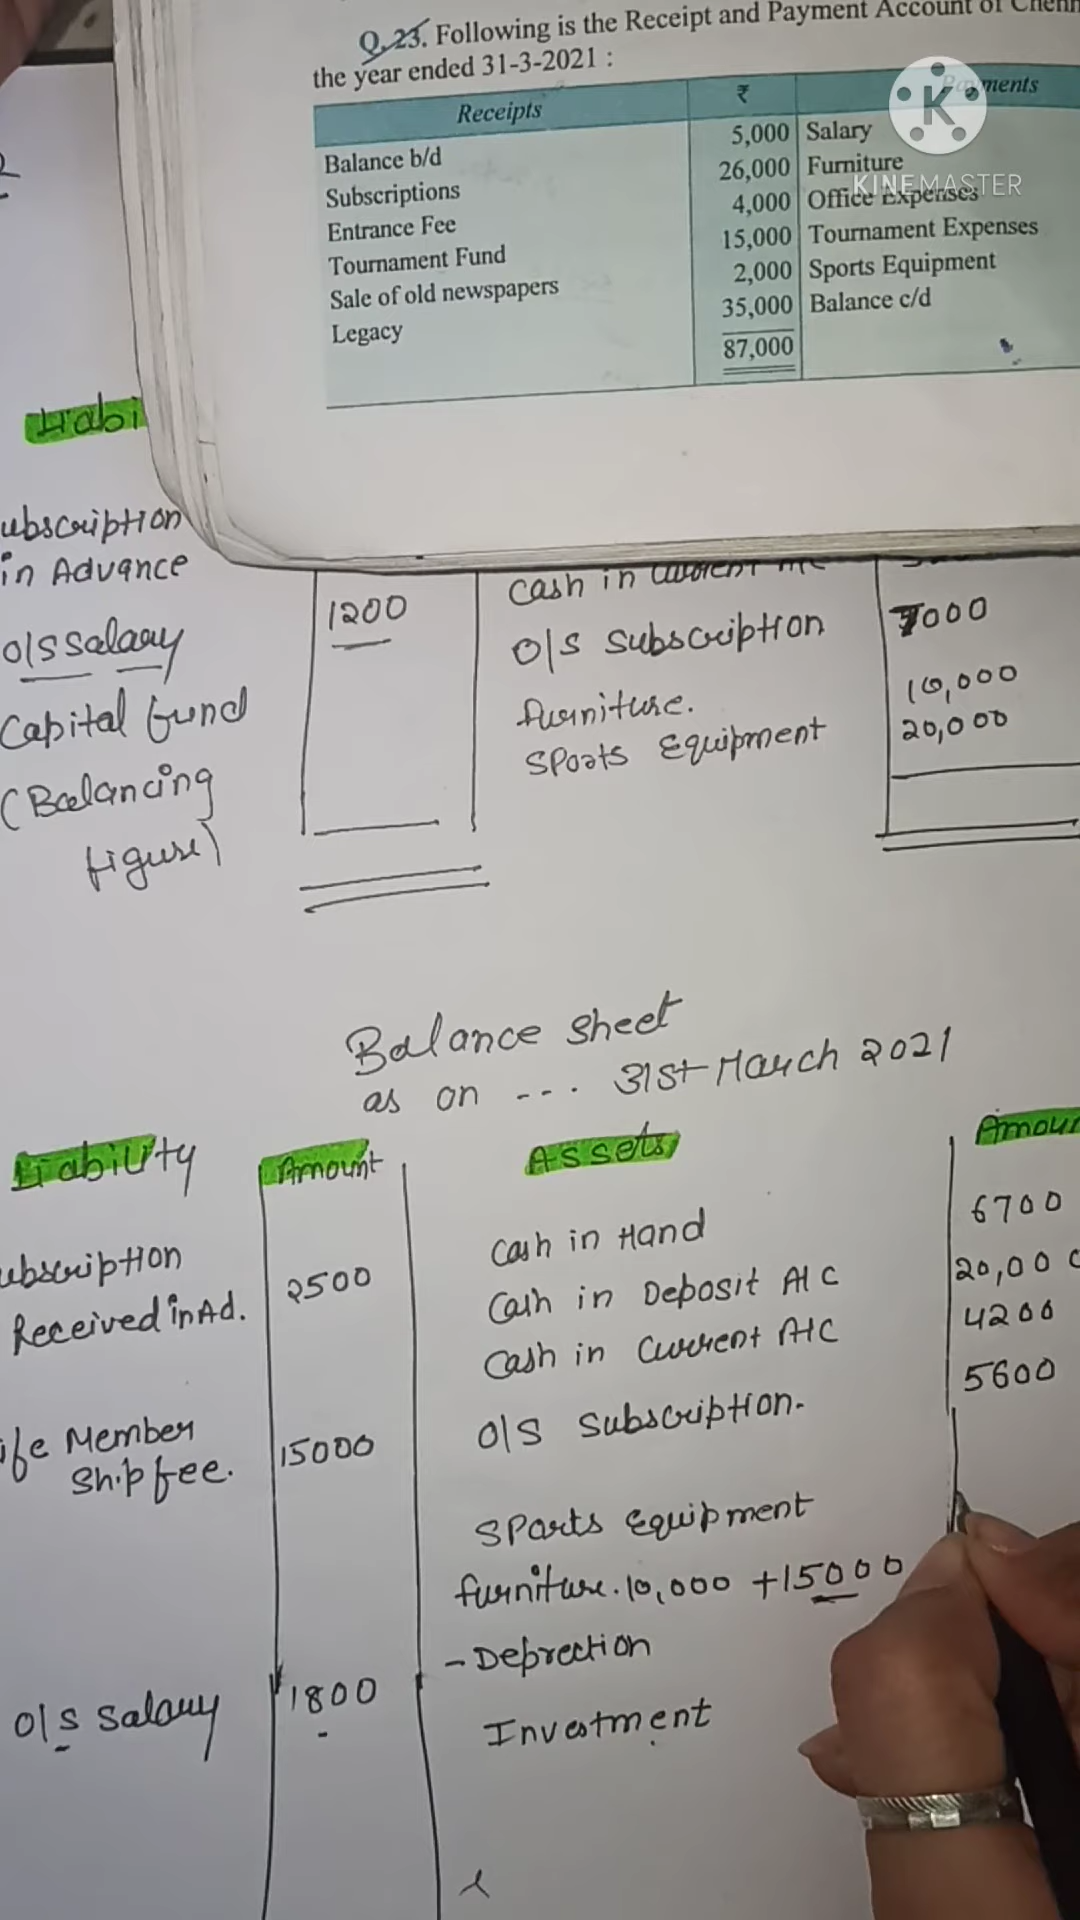 Q.23. Following is the Receipt and Payment Account of Chenn
the year ended 31-3-2021 :
Receipts ₹ Payments
Balance b/d 5,000 Salary
Subscriptions 26,000 Furniture
Entrance Fee 4,000 Office Expenses
Tournament Fund 15,000 Tournament Expenses
Sale of old newspapers 2,000 Sports Equipment
Legacy 35,000 Balance c/d
87,000
K
KINEMASTER
Liabi
ubscription
in Advance
Cash in Current A/C
1200
O/S Subscription 7000
O/S Salary
Furniture. 10,000
Capital fund
Sports Equipment 20,000
(Balancing
figure)
Balance Sheet
as on --- 31st March 2021
Liability Amount Assets Amoun
ubscription Cash in Hand 6700
Received in Ad. 2500 Cash in Deposit A/C 20,00
Cash in Current A/C 4200
O/S Subscription. 5600
ife Member
Ship fee. 15000
Sports Equipment
furniture. 10,000 + 15000
- Deprection
O/S Salary 1800 Investment